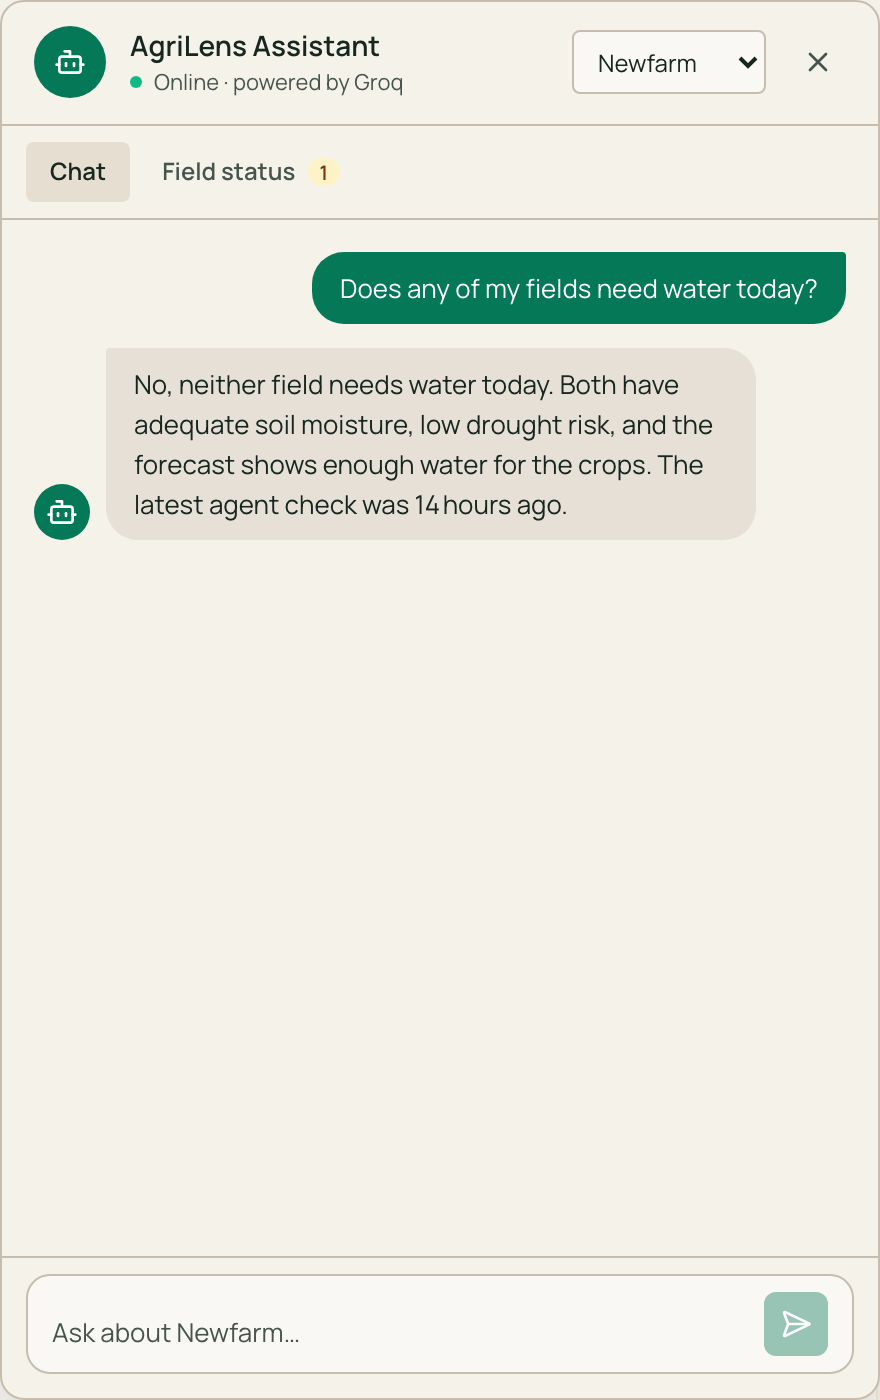 AgriLens Assistant
Online · powered by Groq
Newfarm
Chat
Field status 1
Does any of my fields need water today?
No, neither field needs water today. Both have
adequate soil moisture, low drought risk, and the
forecast shows enough water for the crops. The
latest agent check was 14 hours ago.
Ask about Newfarm…